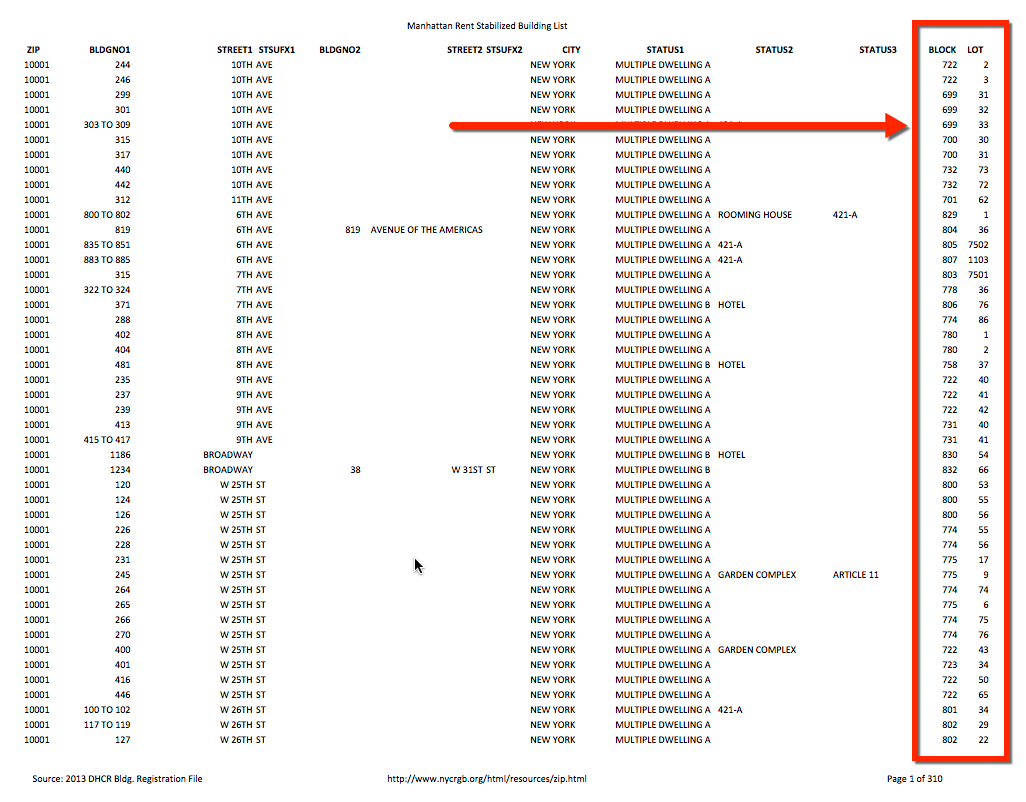 Manhattan Rent Stabilized Building List
ZIP BLDGNO1 STREET1 STSUFX1 BLDGNO2 STREET2 STSUFX2 CITY STATUS1 STATUS2 STATUS3 BLOCK LOT
10001 244 10TH AVE NEW YORK MULTIPLE DWELLING A 722 2
10001 246 10TH AVE NEW YORK MULTIPLE DWELLING A 722 3
10001 299 10TH AVE NEW YORK MULTIPLE DWELLING A 699 31
10001 301 10TH AVE NEW YORK MULTIPLE DWELLING A 699 32
10001 303 TO 309 10TH AVE 699 33
10001 315 10TH AVE NEW YORK MULTIPLE DWELLING A 700 30
10001 317 10TH AVE NEW YORK MULTIPLE DWELLING A 700 31
10001 440 10TH AVE NEW YORK MULTIPLE DWELLING A 732 73
10001 442 10TH AVE NEW YORK MULTIPLE DWELLING A 732 72
10001 312 11TH AVE NEW YORK MULTIPLE DWELLING A 701 62
10001 800 TO 802 6TH AVE NEW YORK MULTIPLE DWELLING A ROOMING HOUSE 421-A 829 1
10001 819 6TH AVE 819 AVENUE OF THE AMERICAS NEW YORK MULTIPLE DWELLING A 804 36
10001 835 TO 851 6TH AVE NEW YORK MULTIPLE DWELLING A 421-A 805 7502
10001 883 TO 885 6TH AVE NEW YORK MULTIPLE DWELLING A 421-A 807 1103
10001 315 7TH AVE NEW YORK MULTIPLE DWELLING A 803 7501
10001 322 TO 324 7TH AVE NEW YORK MULTIPLE DWELLING A 778 36
10001 371 7TH AVE NEW YORK MULTIPLE DWELLING B HOTEL 806 76
10001 288 8TH AVE NEW YORK MULTIPLE DWELLING A 774 86
10001 402 8TH AVE NEW YORK MULTIPLE DWELLING A 780 1
10001 404 8TH AVE NEW YORK MULTIPLE DWELLING A 780 2
10001 481 8TH AVE NEW YORK MULTIPLE DWELLING B HOTEL 758 37
10001 235 9TH AVE NEW YORK MULTIPLE DWELLING A 722 40
10001 237 9TH AVE NEW YORK MULTIPLE DWELLING A 722 41
10001 239 9TH AVE NEW YORK MULTIPLE DWELLING A 722 42
10001 413 9TH AVE NEW YORK MULTIPLE DWELLING A 731 40
10001 415 TO 417 9TH AVE NEW YORK MULTIPLE DWELLING A 731 41
10001 1186 BROADWAY NEW YORK MULTIPLE DWELLING B HOTEL 830 54
10001 1234 BROADWAY 38 W 31ST ST NEW YORK MULTIPLE DWELLING B 832 66
10001 120 W 25TH ST NEW YORK MULTIPLE DWELLING A 800 53
10001 124 W 25TH ST NEW YORK MULTIPLE DWELLING A 800 55
10001 126 W 25TH ST NEW YORK MULTIPLE DWELLING A 800 56
10001 226 W 25TH ST NEW YORK MULTIPLE DWELLING A 774 55
10001 228 W 25TH ST NEW YORK MULTIPLE DWELLING A 774 56
10001 231 W 25TH ST NEW YORK MULTIPLE DWELLING A 775 17
10001 245 W 25TH ST NEW YORK MULTIPLE DWELLING A GARDEN COMPLEX ARTICLE 11 775 9
10001 264 W 25TH ST NEW YORK MULTIPLE DWELLING A 774 74
10001 265 W 25TH ST NEW YORK MULTIPLE DWELLING A 775 6
10001 266 W 25TH ST NEW YORK MULTIPLE DWELLING A 774 75
10001 270 W 25TH ST NEW YORK MULTIPLE DWELLING A 774 76
10001 400 W 25TH ST NEW YORK MULTIPLE DWELLING A GARDEN COMPLEX 722 43
10001 401 W 25TH ST NEW YORK MULTIPLE DWELLING A 723 34
10001 416 W 25TH ST NEW YORK MULTIPLE DWELLING A 722 50
10001 446 W 25TH ST NEW YORK MULTIPLE DWELLING A 722 65
10001 100 TO 102 W 26TH ST NEW YORK MULTIPLE DWELLING A 421-A 801 34
10001 117 TO 119 W 26TH ST NEW YORK MULTIPLE DWELLING A 802 29
10001 127 W 26TH ST NEW YORK MULTIPLE DWELLING A 802 22
Source: 2013 DHCR Bldg. Registration File http://www.nycrgb.org/html/resources/zip.html Page 1 of 310